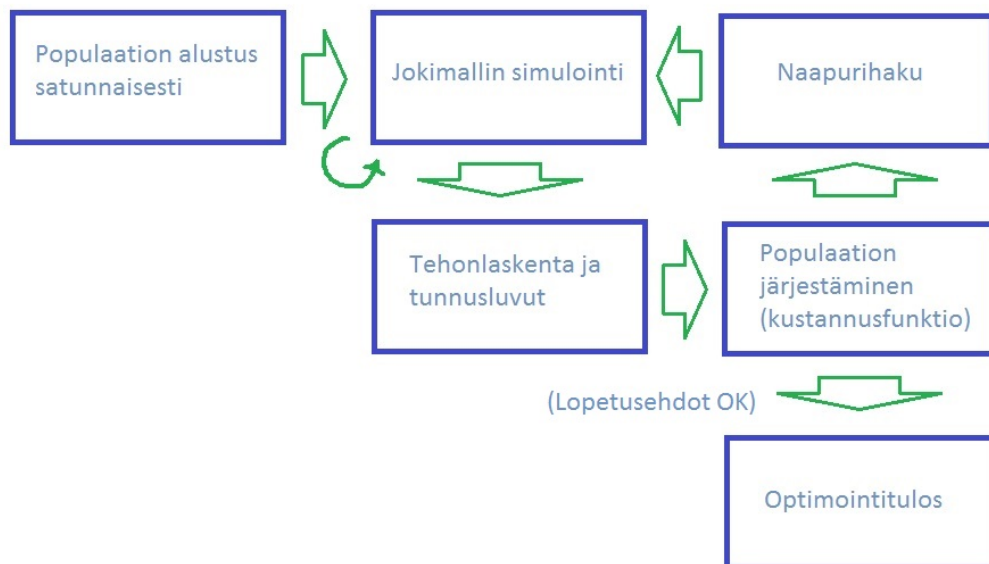 Populaation alustus
satunnaisesti
Jokimallin simulointi
Naapurihaku
Tehonlaskenta ja
tunnusluvut
Populaation
järjestäminen
(kustannusfunktio)
(Lopetusehdot OK)
Optimointitulos